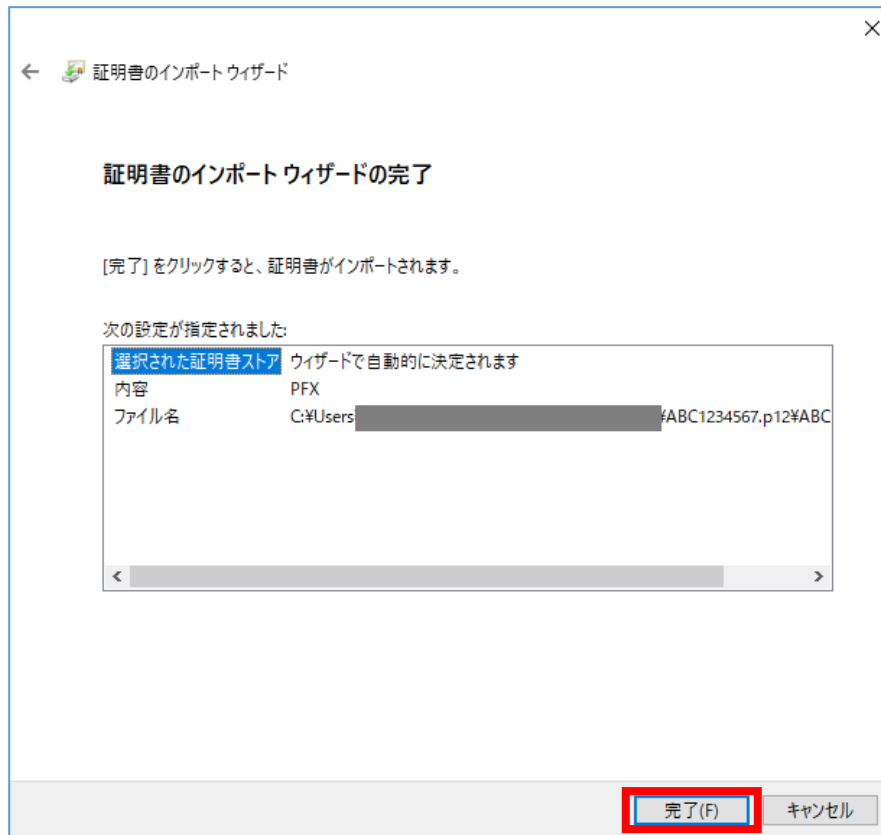 証明書のインポート ウィザード
証明書のインポート ウィザードの完了
[完了] をクリックすると、証明書がインポートされます。
次の設定が指定されました:
選択された証明書ストア ウィザードで自動的に決定されます
内容 PFX
ファイル名 C:¥Users ¥ABC1234567.p12¥ABC
完了(F) キャンセル